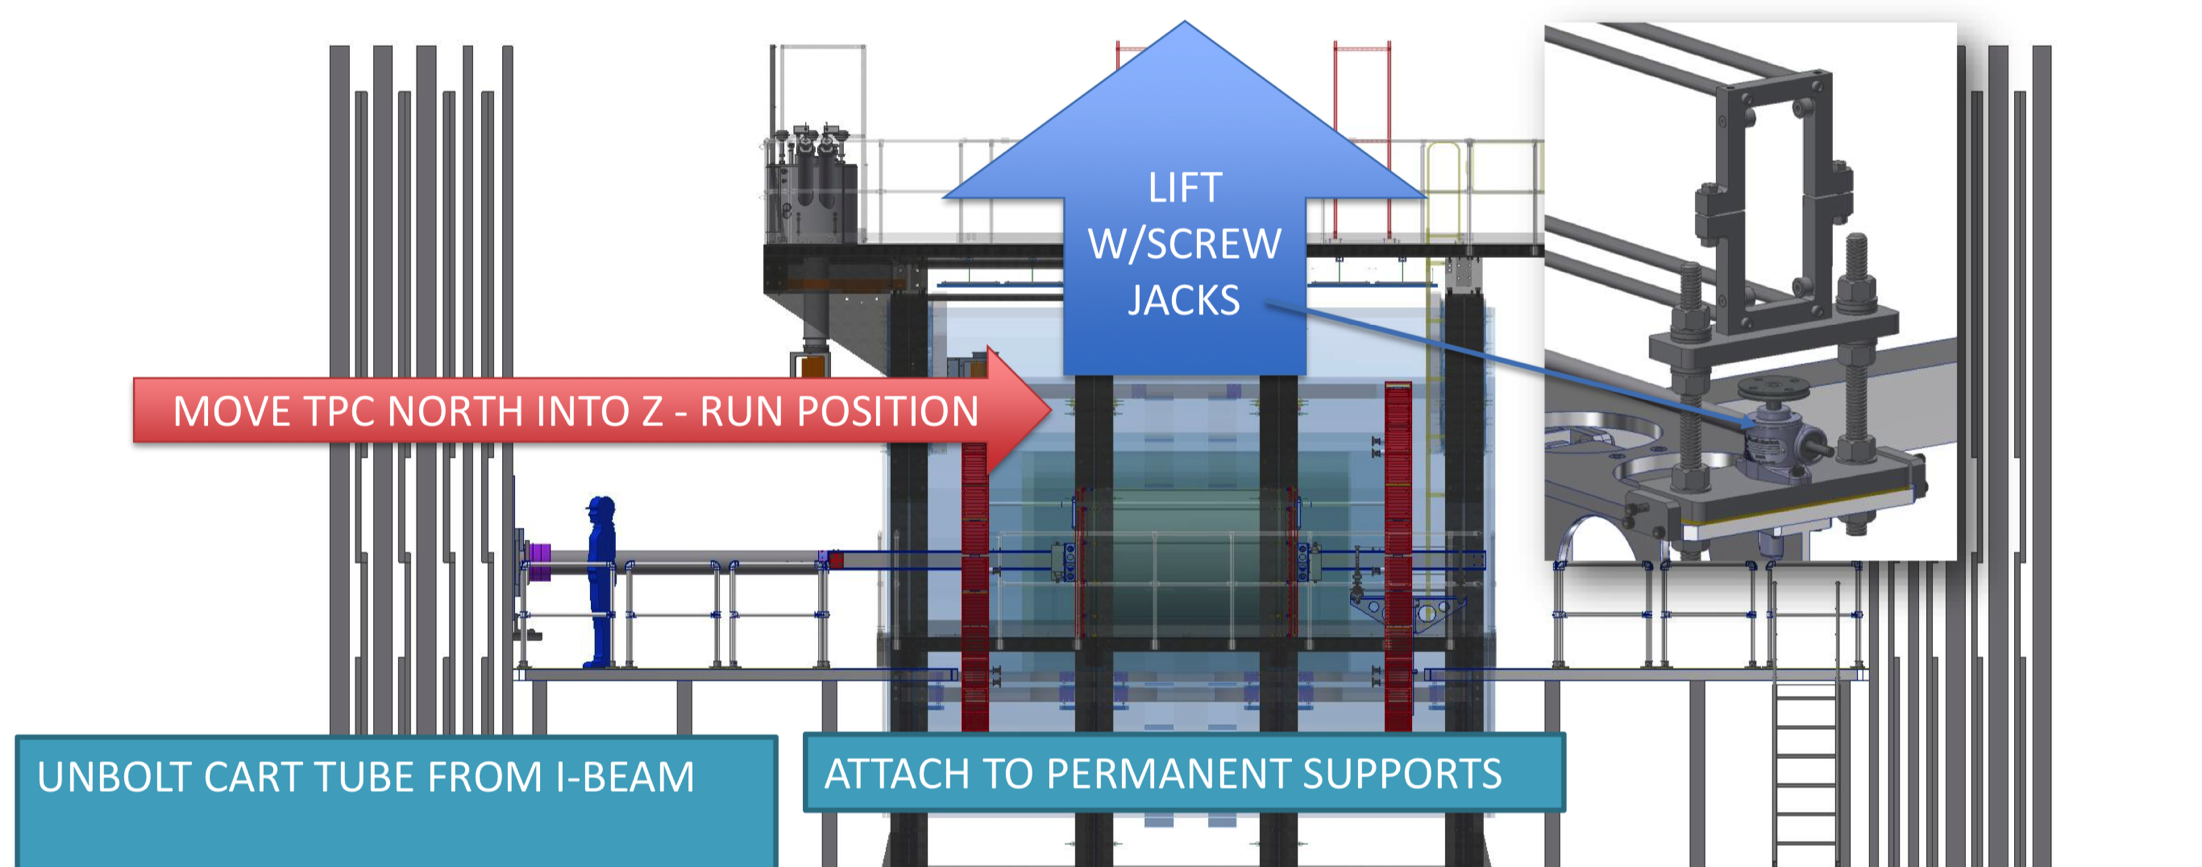 LIFT
W/SCREW
JACKS
MOVE TPC NORTH INTO Z - RUN POSITION
UNBOLT CART TUBE FROM I-BEAM
ATTACH TO PERMANENT SUPPORTS